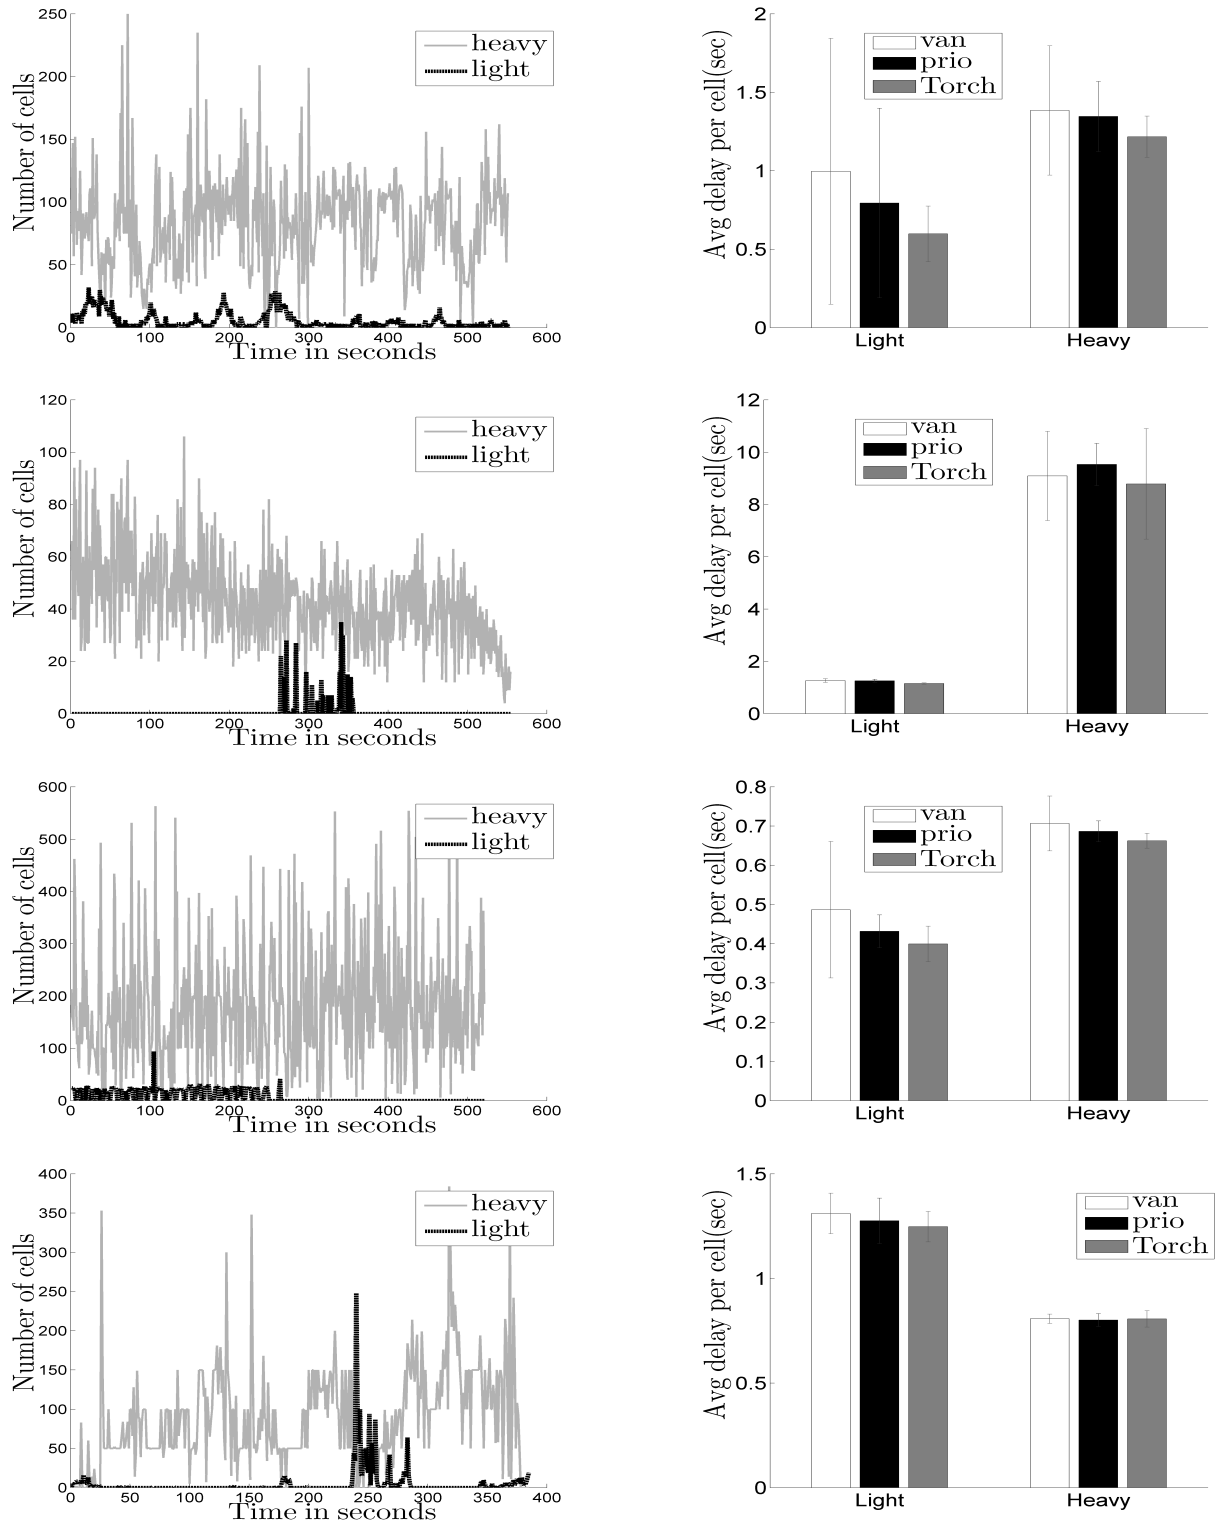 250
200
150
100
50
0
Number of cells
heavy
light
0 100 200 300 400 500 600
Time in seconds
2
1.5
1
0.5
0
Avg delay per cell(sec)
van
prio
Torch
Light Heavy
120
100
80
60
40
20
0
Number of cells
heavy
light
0 100 200 300 400 500 600
Time in seconds
12
10
8
6
4
2
0
Avg delay per cell(sec)
van
prio
Torch
Light Heavy
600
500
400
300
200
100
0
Number of cells
heavy
light
0 100 200 300 400 500 600
Time in seconds
0.8
0.7
0.6
0.5
0.4
0.3
0.2
0.1
0
Avg delay per cell(sec)
van
prio
Torch
Light Heavy
400
350
300
250
200
150
100
50
0
Number of cells
heavy
light
0 50 100 150 200 250 300 350 400
Time in seconds
1.5
1
0.5
0
Avg delay per cell(sec)
van
prio
Torch
Light Heavy